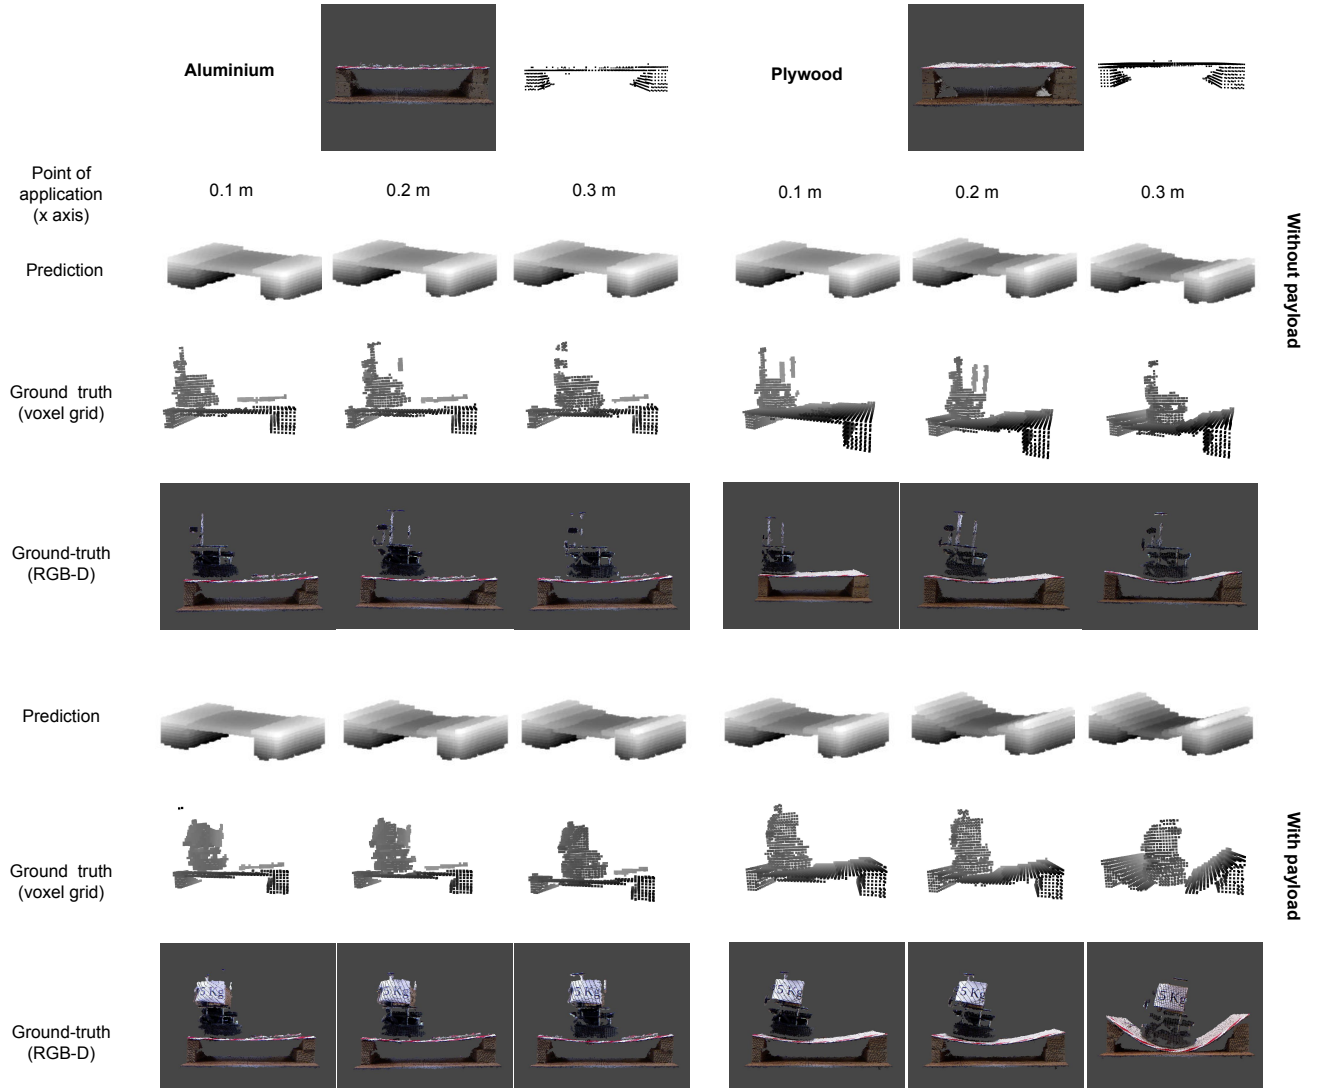 Aluminium
Plywood
Point of
application
(x axis)
0.1 m
0.2 m
0.3 m
0.1 m
0.2 m
0.3 m
Prediction
Ground truth
(voxel grid)
Ground-truth
(RGB-D)
Without payload
Prediction
Ground truth
(voxel grid)
Ground-truth
(RGB-D)
With payload
5 Kg
5 Kg
5 Kg
5 Kg
5 Kg
5 Kg